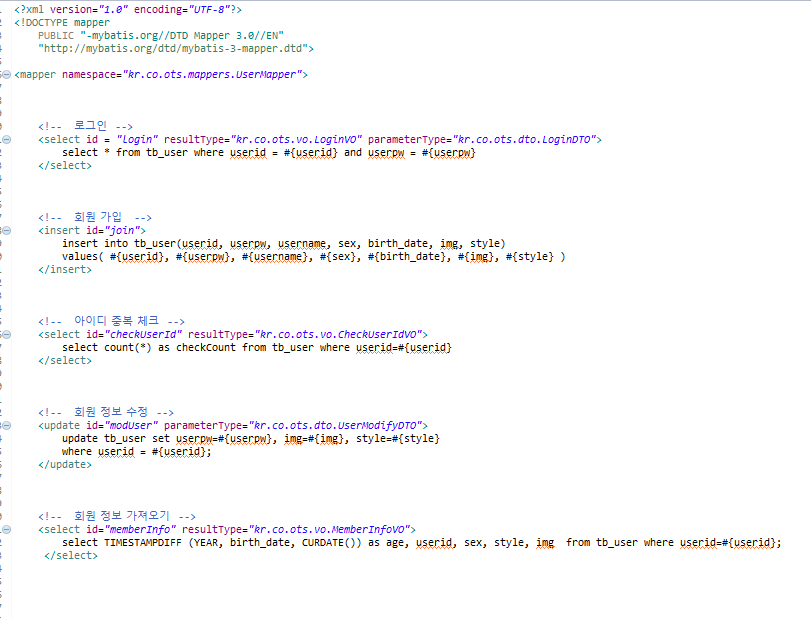 <?xml version="1.0" encoding="UTF-8"?>
<!DOCTYPE mapper
PUBLIC "-mybatis.org//DTD Mapper 3.0//EN"
"http://mybatis.org/dtd/mybatis-3-mapper.dtd">
<mapper namespace="kr.co.ots.mappers.UserMapper">
<!--  로그인  -->
<select id = "login" resultType="kr.co.ots.vo.LoginVO" parameterType="kr.co.ots.dto.LoginDTO">
select * from tb_user where userid = #{userid} and userpw = #{userpw}
</select>
<!--  회원 가입  -->
<insert id="join">
insert into tb_user(userid, userpw, username, sex, birth_date, img, style)
values( #{userid}, #{userpw}, #{username}, #{sex}, #{birth_date}, #{img}, #{style} )
</insert>
<!--  아이디 중복 체크  -->
<select id="checkUserId" resultType="kr.co.ots.vo.CheckUserIdVO">
select count(*) as checkCount from tb_user where userid=#{userid}
</select>
<!--  회원 정보 수정  -->
<update id="modUser" parameterType="kr.co.ots.dto.UserModifyDTO">
update tb_user set userpw=#{userpw}, img=#{img}, style=#{style}
where userid = #{userid};
</update>
<!--  회원 정보 가져오기  -->
<select id="memberInfo" resultType="kr.co.ots.vo.MemberInfoVO">
select TIMESTAMPDIFF (YEAR, birth_date, CURDATE()) as age, userid, sex, style, img  from tb_user where userid=#{userid};
</select>